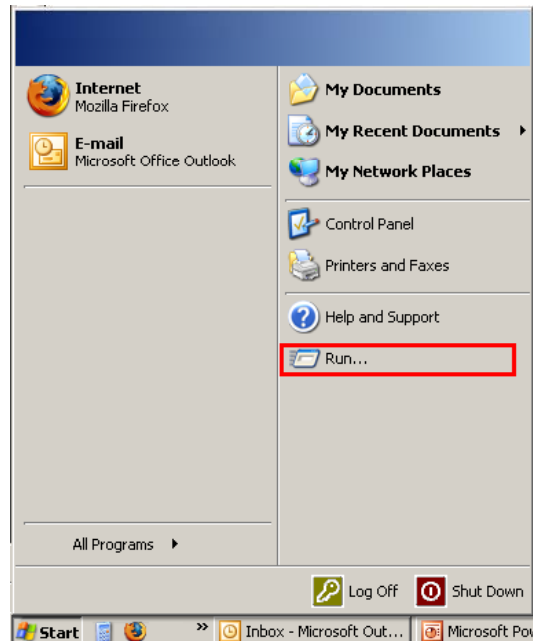 Internet
Mozilla Firefox
E-mail
Microsoft Office Outlook
All Programs
My Documents
My Recent Documents
My Network Places
Control Panel
Printers and Faxes
Help and Support
Run...
Log Off
Shut Down
Start
Inbox - Microsoft Out...
Microsoft Po